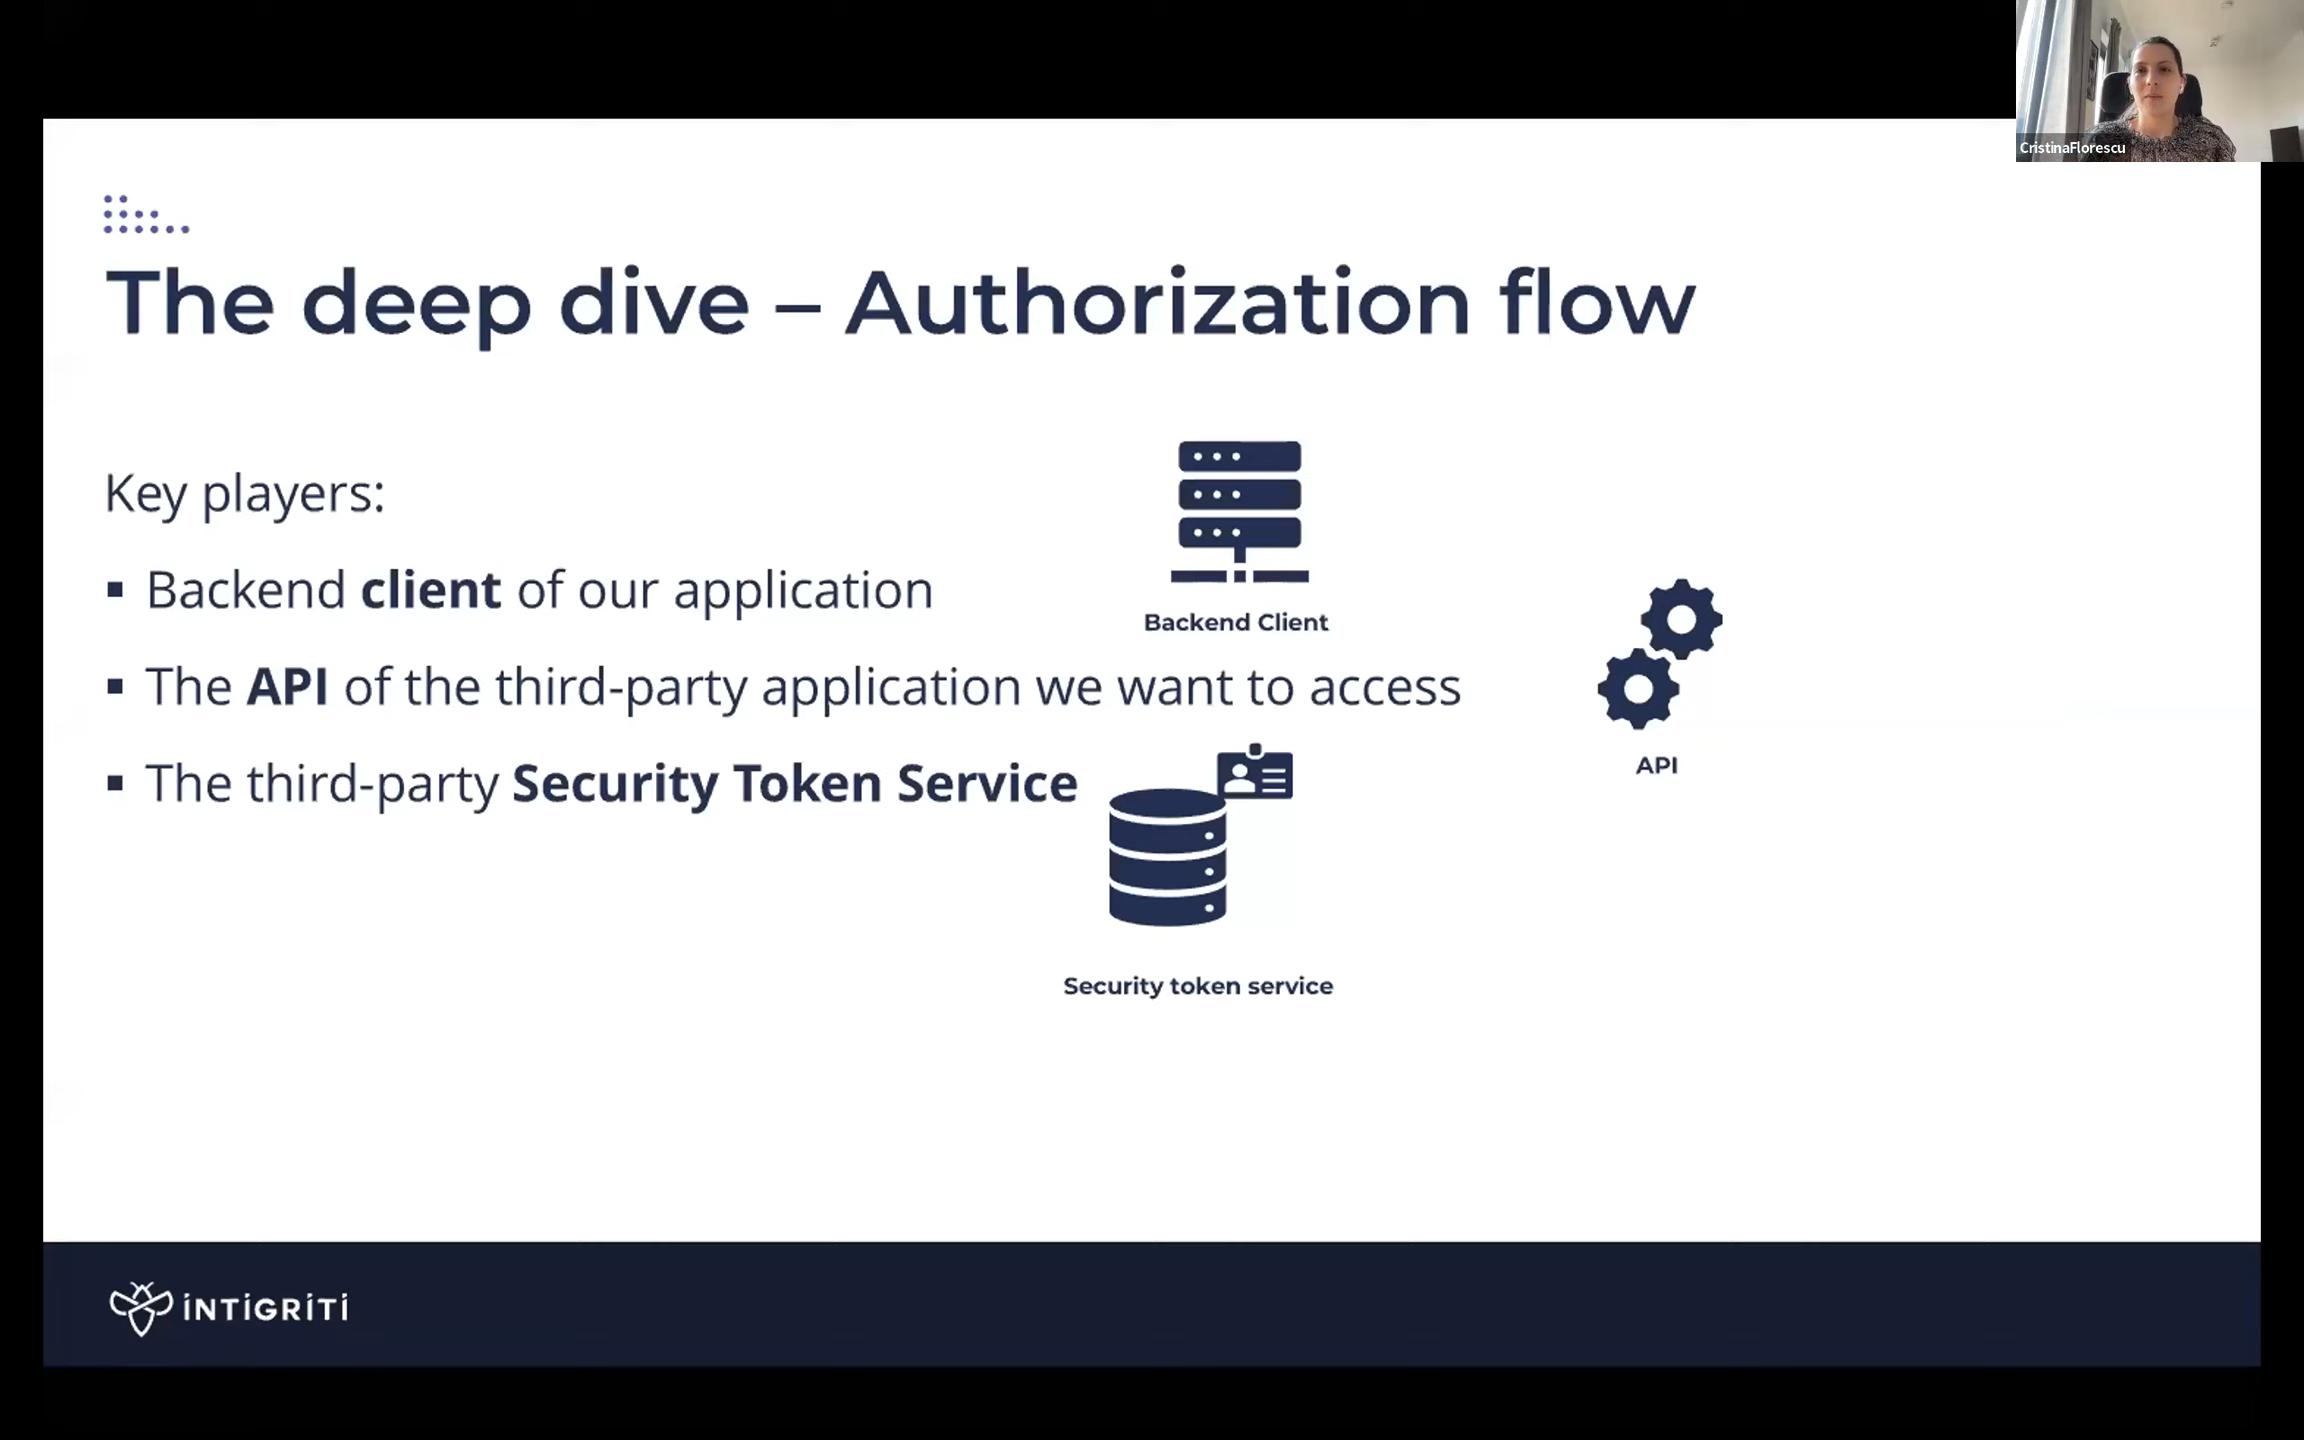 CristinaFlorescu
The deep dive – Authorization flow
Key players:
▪ Backend client of our application
▪ The API of the third-party application we want to access
▪ The third-party Security Token Service
Backend Client
API
Security token service
INTIGRITI